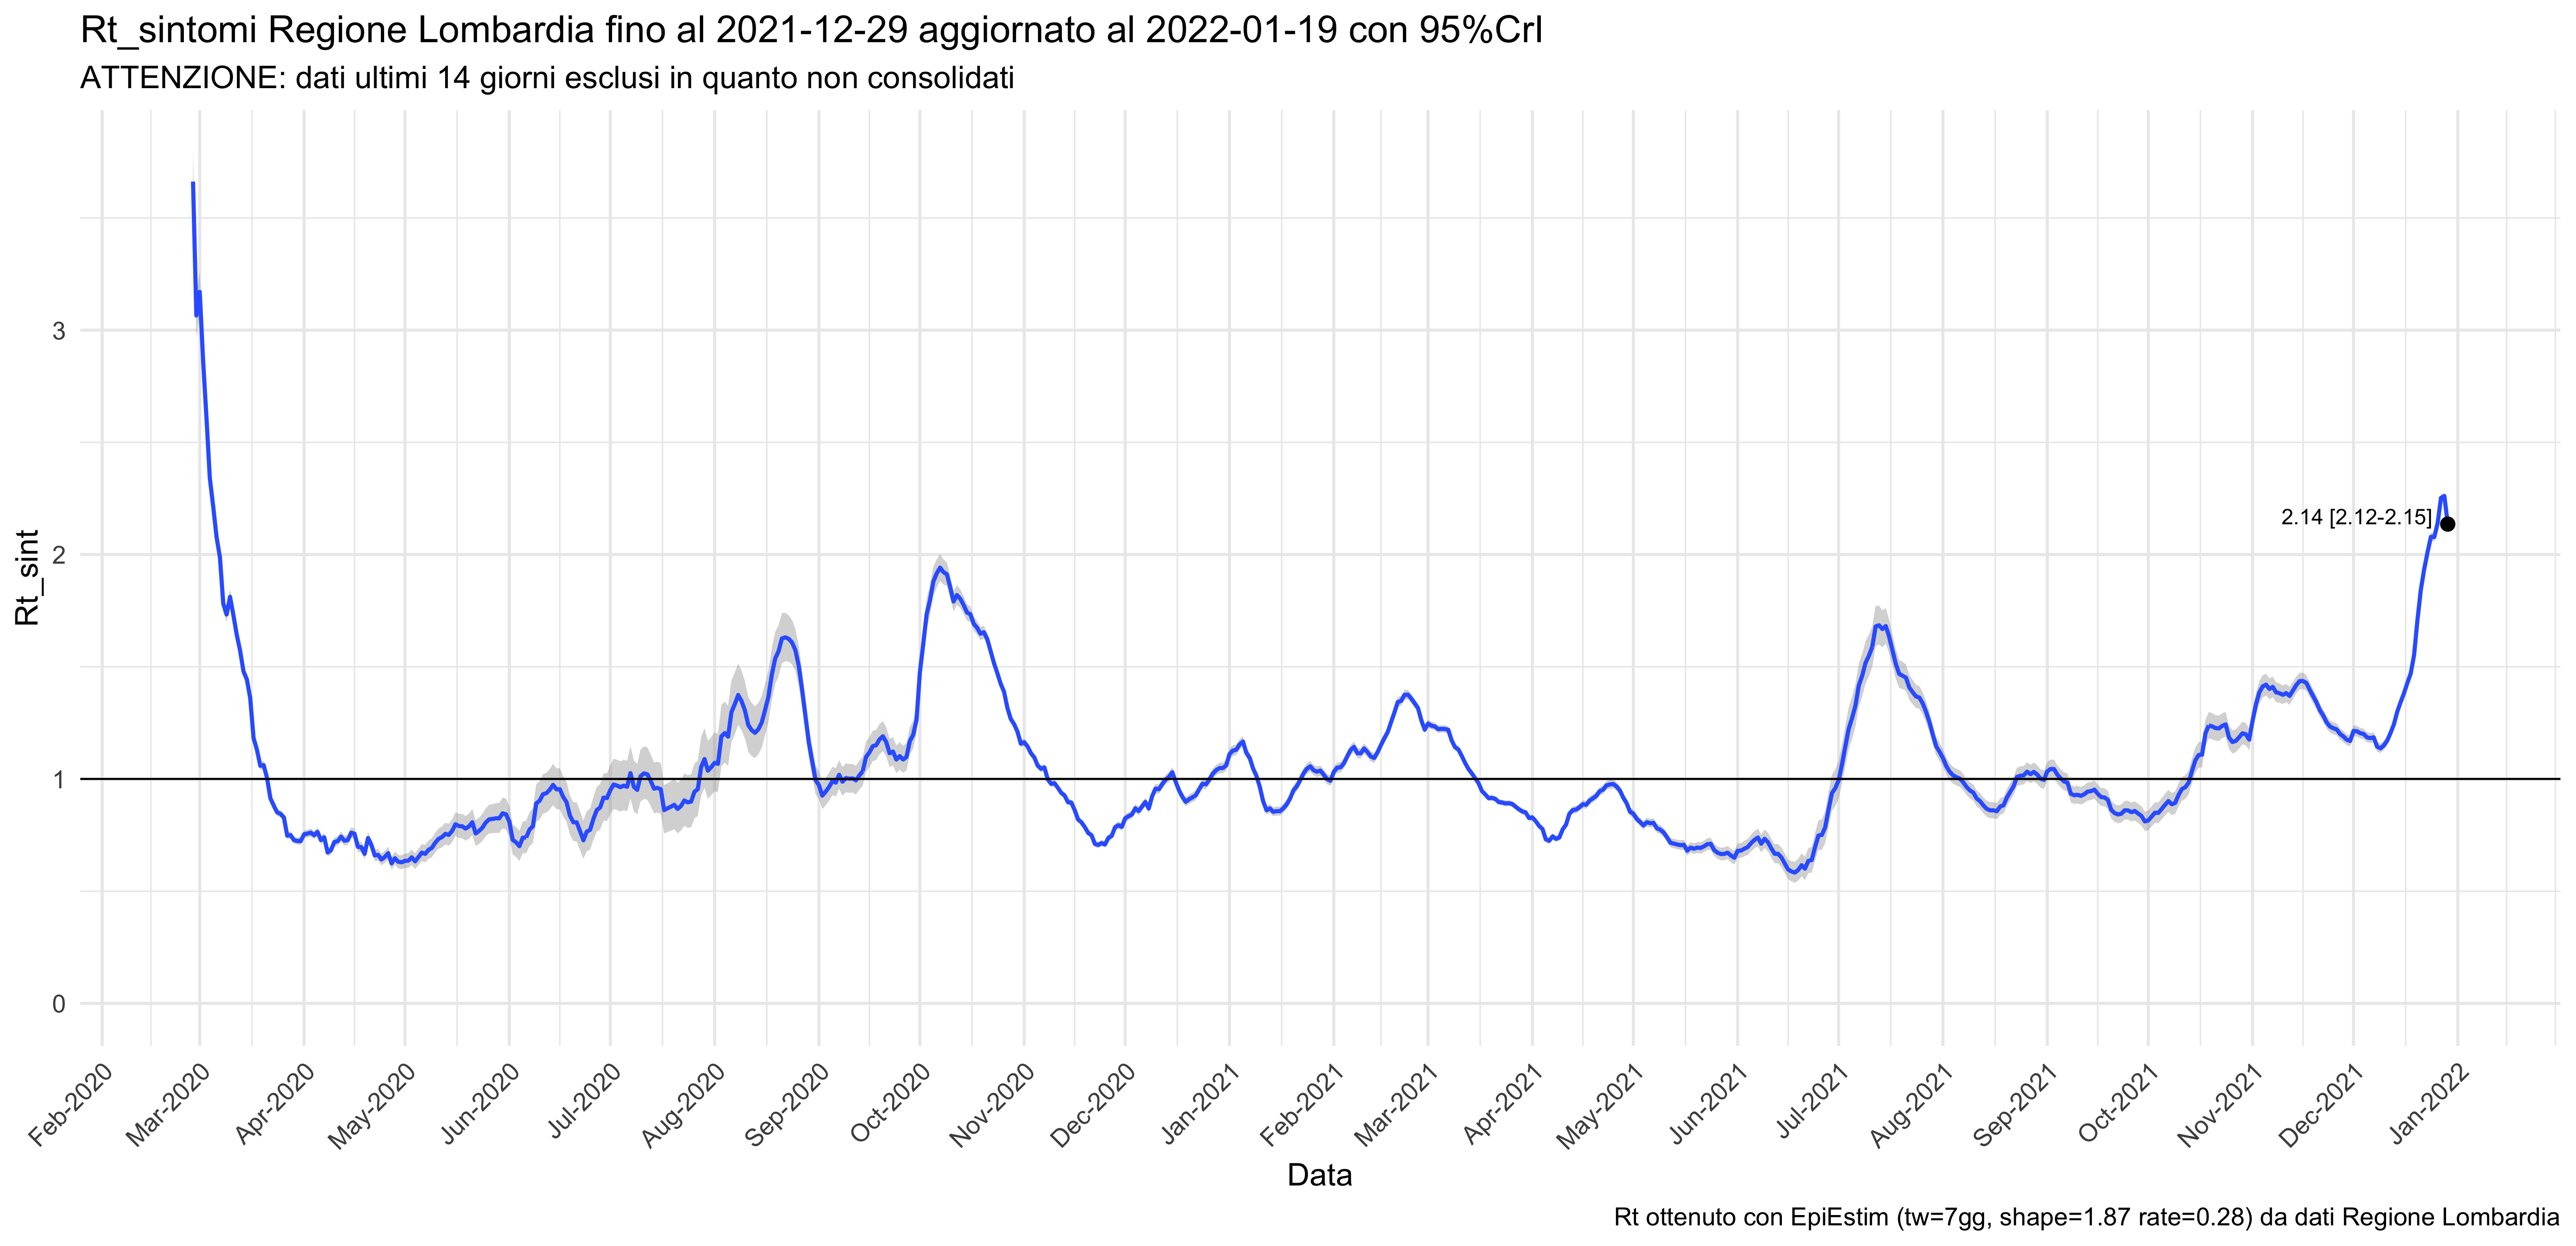 Rt_sintomi Regione Lombardia fino al 2021-12-29 aggiornato al 2022-01-19 con 95%CrI
ATTENZIONE: dati ultimi 14 giorni esclusi in quanto non consolidati
Rt_sint
3
2
1
0
2.14 [2.12-2.15]
Feb-2020
Mar-2020
Apr-2020
May-2020
Jun-2020
Jul-2020
Aug-2020
Sep-2020
Oct-2020
Nov-2020
Dec-2020
Jan-2021
Feb-2021
Mar-2021
Apr-2021
May-2021
Jun-2021
Jul-2021
Aug-2021
Sep-2021
Oct-2021
Nov-2021
Dec-2021
Jan-2022
Data
Rt ottenuto con EpiEstim (tw=7gg, shape=1.87 rate=0.28) da dati Regione Lombardia